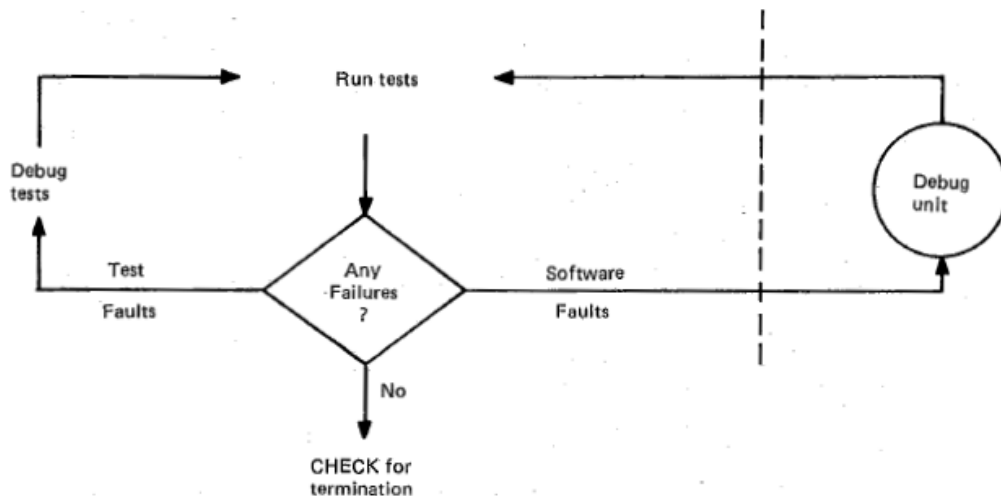 Run tests
Debug
tests
Debug
unit
Any
Failures
?
Test
Faults
Software
Faults
No
CHECK for
termination